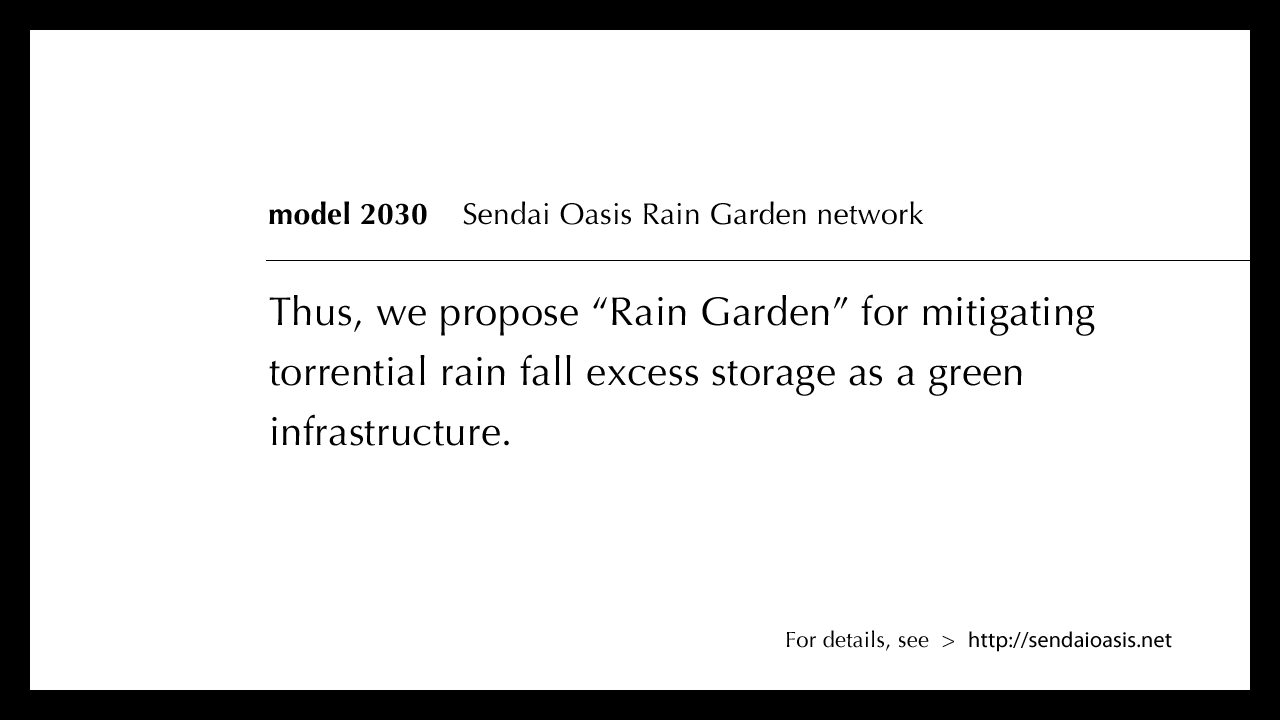 model 2030 Sendai Oasis Rain Garden network
Thus, we propose “Rain Garden” for mitigating
torrential rain fall excess storage as a green
infrastructure.
For details, see > http://sendaioasis.net